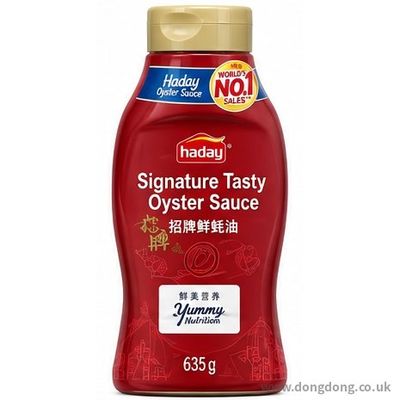 Haday
Oyster Sauce
WORLD'S
NO.1
SALES**
haday
Signature Tasty
Oyster Sauce
招牌
招牌鲜蚝油
鲜美营养
Yummy
Nutrition
635g
www.dongdong.co.uk